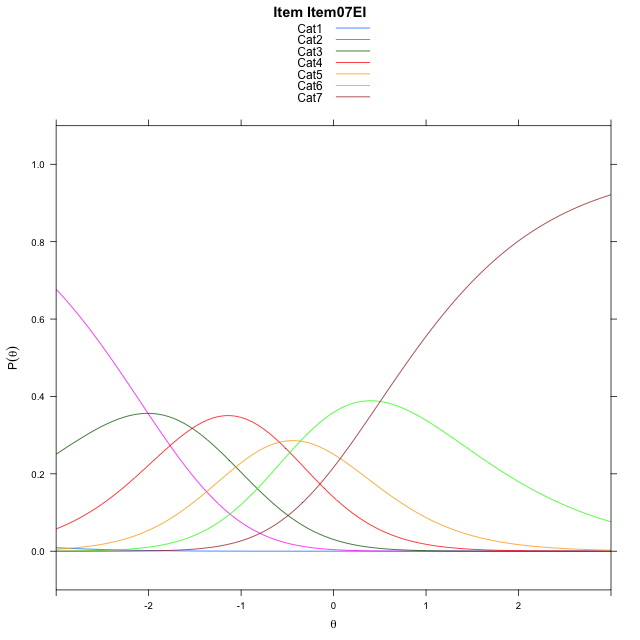 Item Item07EI
Cat1
Cat2
Cat3
Cat4
Cat5
Cat6
Cat7
1.0
0.8
0.6
0.4
0.2
0.0
P(θ)
-2 -1 0 1 2
θ